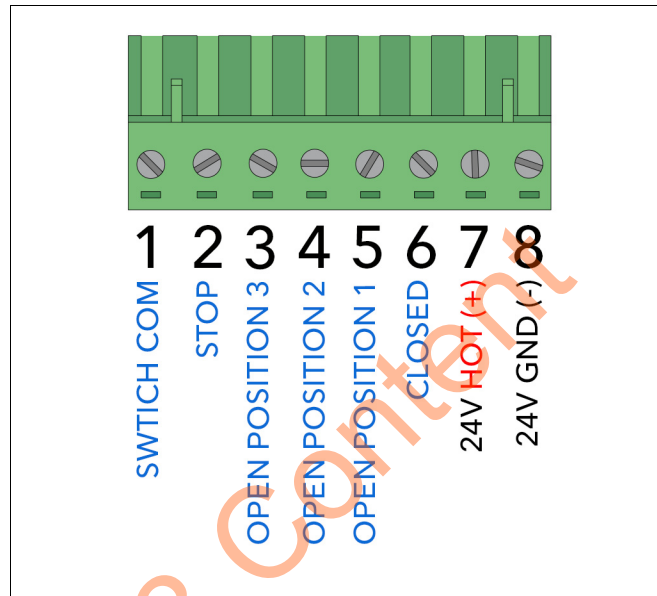 1 2 3 4 5 6 7 8
SWTICH COM
STOP
OPEN POSITION 3
OPEN POSITION 2
OPEN POSITION 1
CLOSED
24V HOT (+)
24V GND (-)
Content